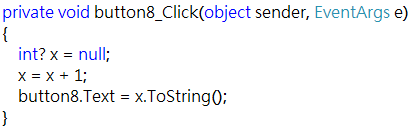 private void button8_Click(object sender, EventArgs e)
{
    int? x = null;
    x = x + 1;
    button8.Text = x.ToString();
}